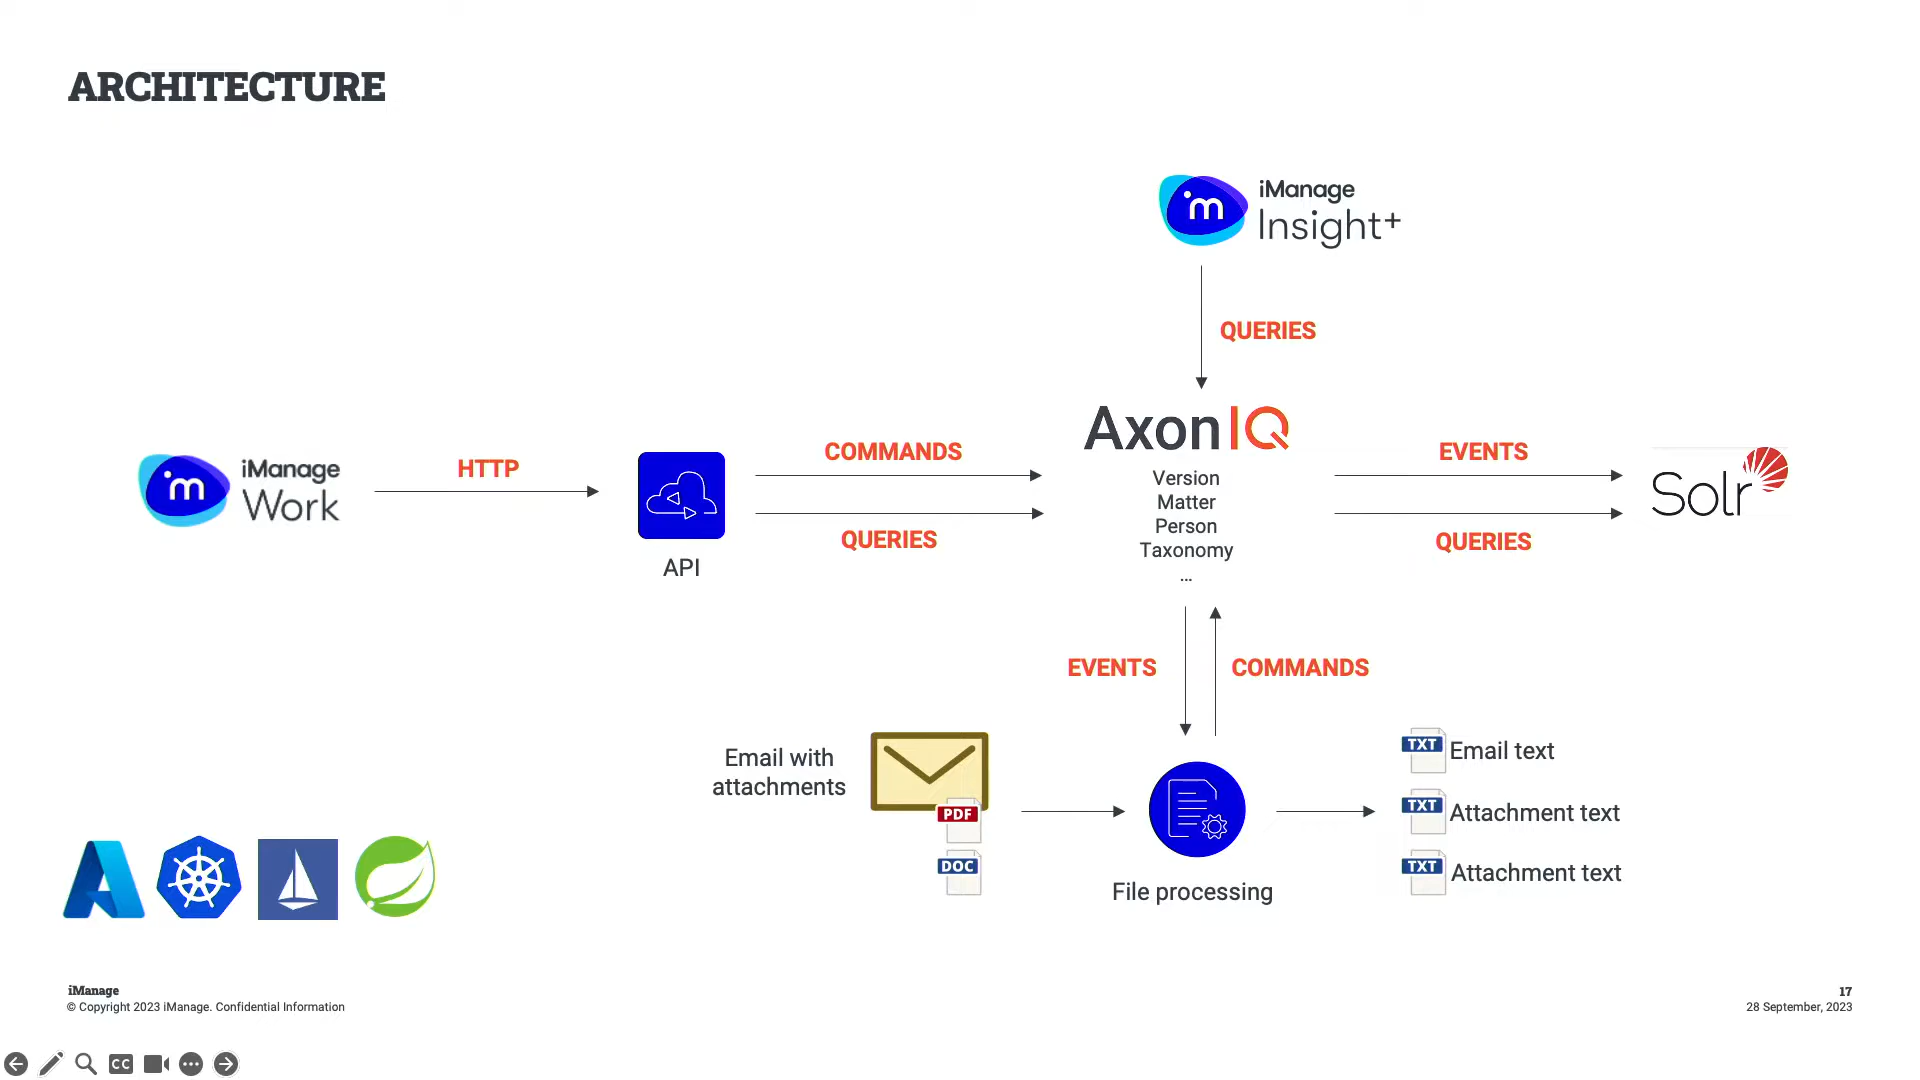 ARCHITECTURE
iManage
Insight+
QUERIES
AxonIQ
Version
Matter
Person
Taxonomy
...
iManage
Work
HTTP
API
COMMANDS
QUERIES
EVENTS
QUERIES
Solr
EVENTS
COMMANDS
Email with
attachments
PDF
DOC
File processing
TXT Email text
TXT Attachment text
TXT Attachment text
iManage
© Copyright 2023 iManage. Confidential Information
17
28 September, 2023
CC